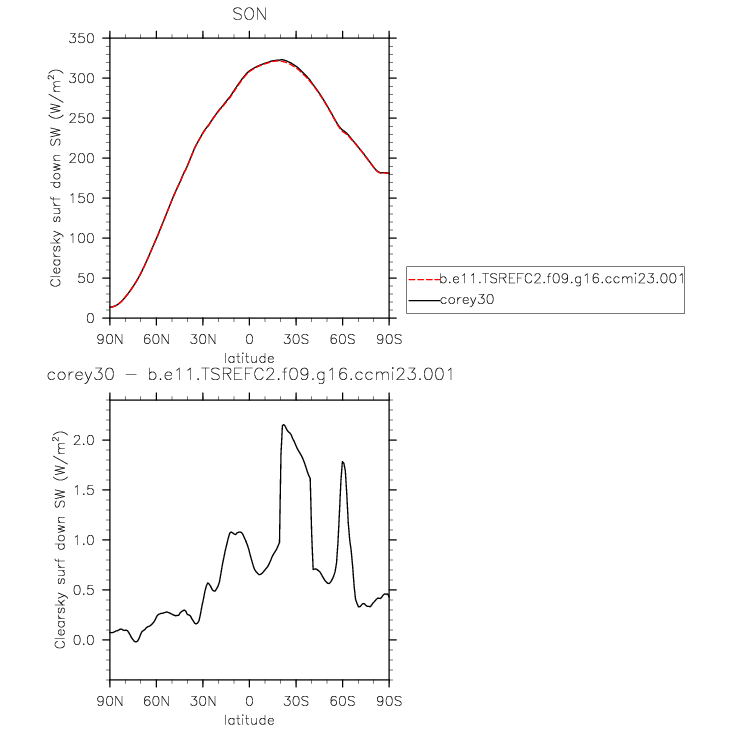 SON
350
300
250
200
150
100
50
0
Clearsky surf down SW (W/m²)
90N 60N 30N 0 30S 60S 90S
latitude
b.e11.TSREFC2.f09.g16.ccmi23.001
corey30
corey30 − b.e11.TSREFC2.f09.g16.ccmi23.001
2.0
1.5
1.0
0.5
0.0
Clearsky surf down SW (W/m²)
90N 60N 30N 0 30S 60S 90S
latitude